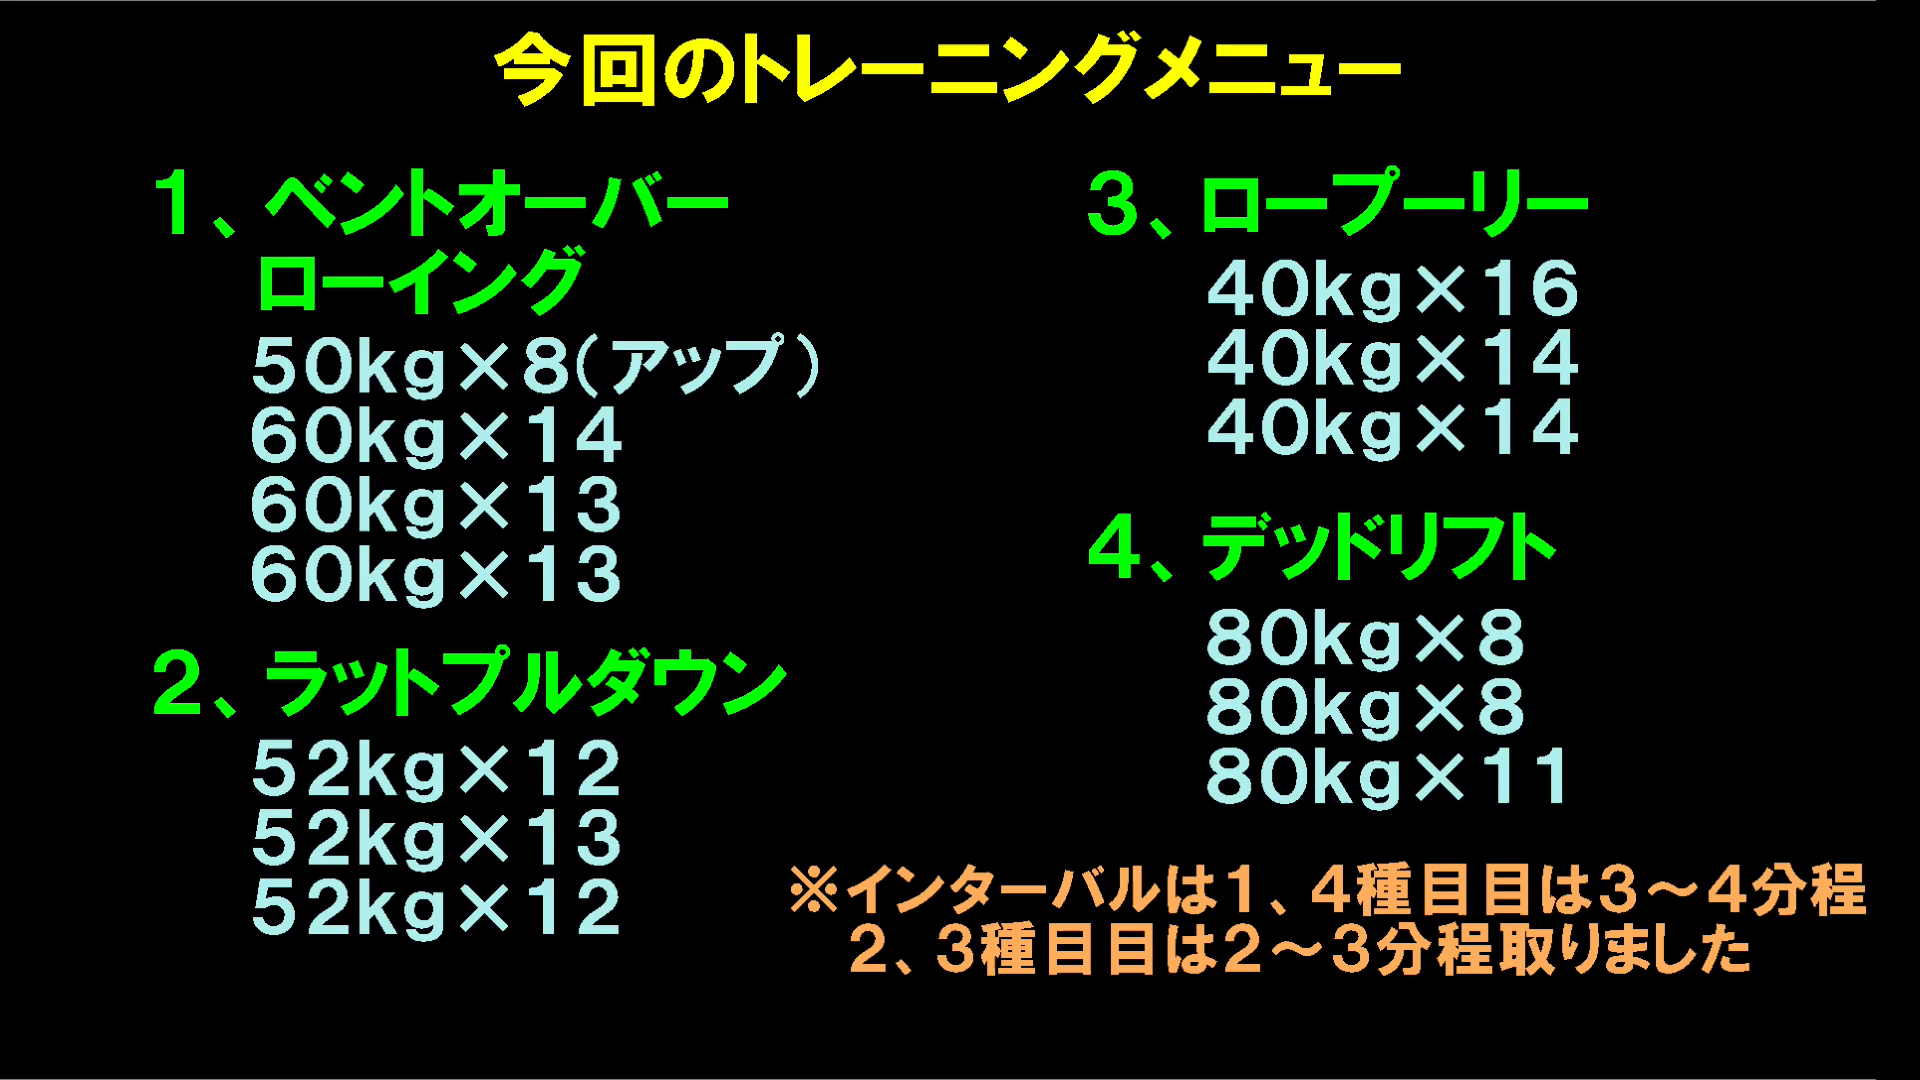 今回のトレーニングメニュー
１、ベントオーバー
ローイング
５０ｋｇ×８（アップ）
６０ｋｇ×１４
６０ｋｇ×１３
６０ｋｇ×１３
２、ラットプルダウン
５２ｋｇ×１２
５２ｋｇ×１３
５２ｋｇ×１２
３、ロープーリー
４０ｋｇ×１６
４０ｋｇ×１４
４０ｋｇ×１４
４、デッドリフト
８０ｋｇ×８
８０ｋｇ×８
８０ｋｇ×１１
※インターバルは１、４種目目は３～４分程
２、３種目目は２～３分程取りました